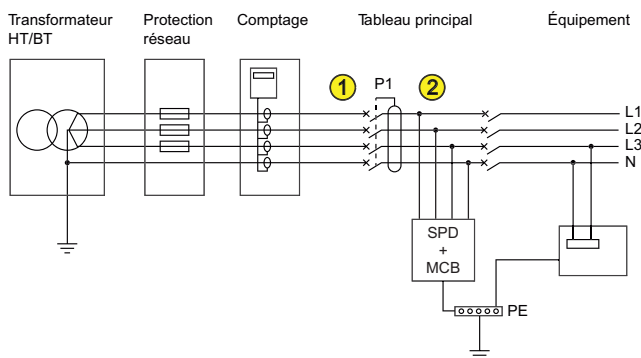 Transformateur
HT/BT
Protection
réseau
Comptage
Tableau principal
Équipement
1
P1
2
L1
L2
L3
N
SPD
+
MCB
PE